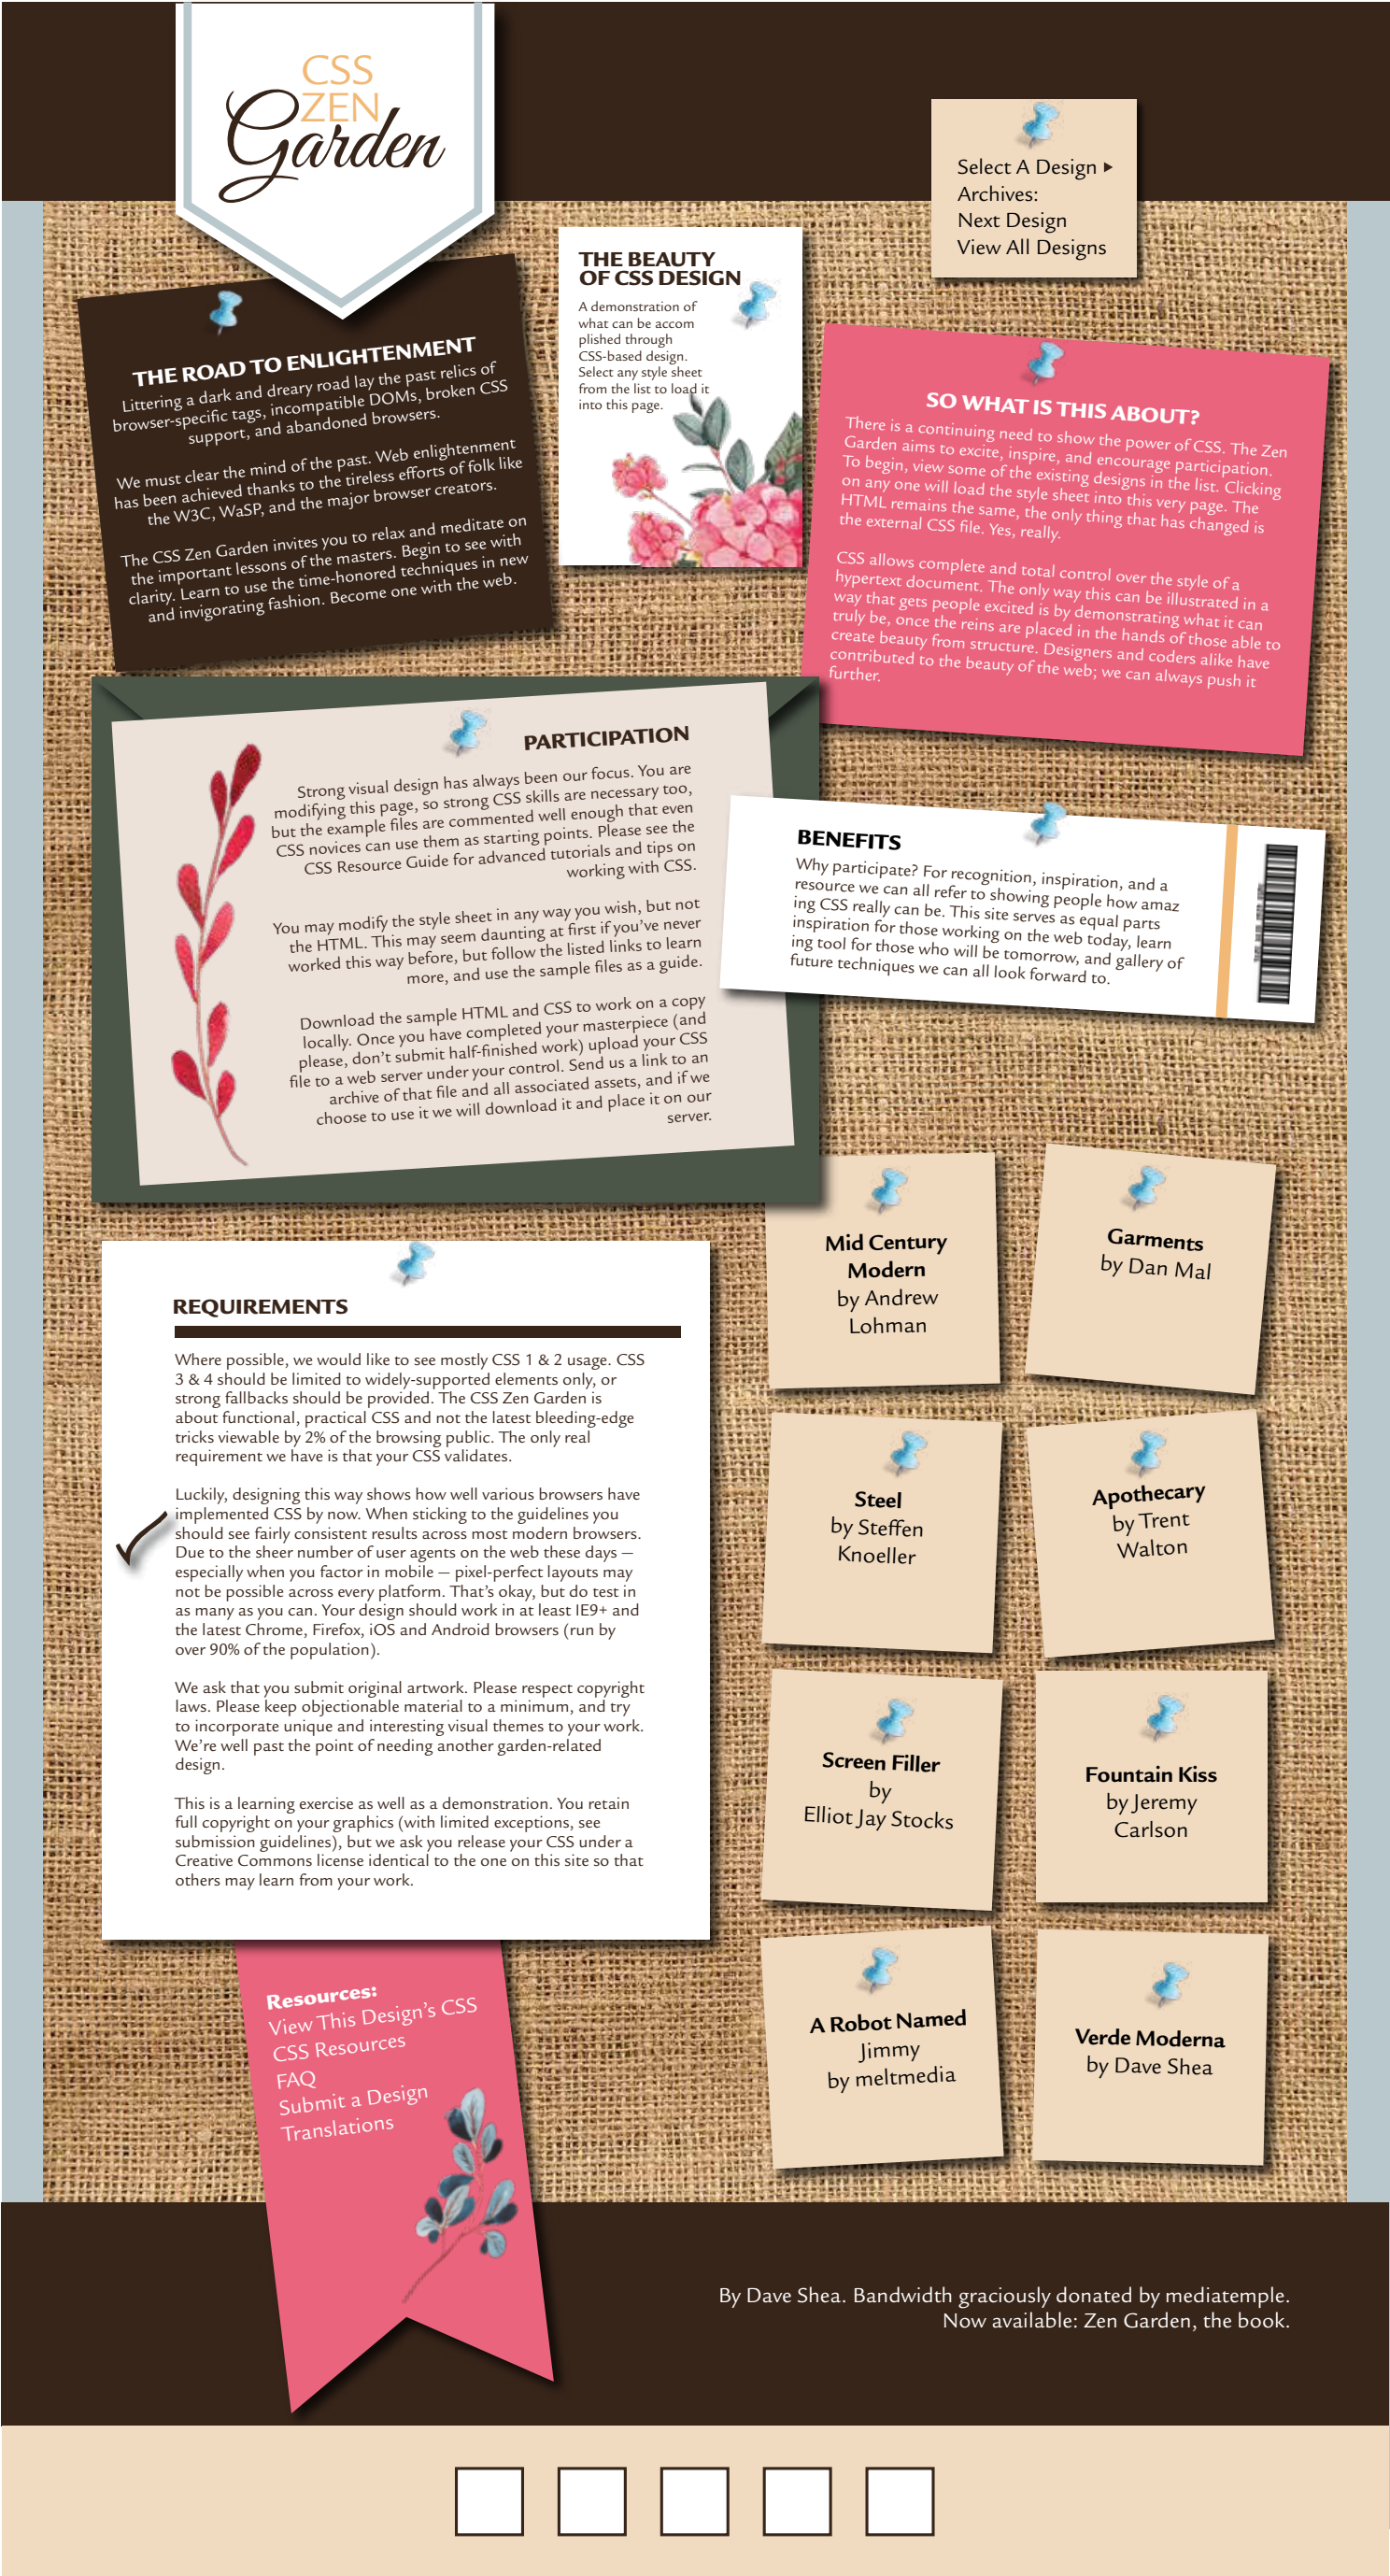 CSS
ZEN
Garden
Select A Design ▸
Archives:
Next Design
View All Designs
THE BEAUTY
OF CSS DESIGN
A demonstration of
what can be accom
plished through
CSS-based design.
Select any style sheet
from the list to load it
into this page.
THE ROAD TO ENLIGHTENMENT
Littering a dark and dreary road lay the past relics of
browser-specific tags, incompatible DOMs, broken CSS
support, and abandoned browsers.
We must clear the mind of the past. Web enlightenment
has been achieved thanks to the tireless efforts of folk like
the W3C, WaSP, and the major browser creators.
The CSS Zen Garden invites you to relax and meditate on
the important lessons of the masters. Begin to see with
clarity. Learn to use the time-honored techniques in new
and invigorating fashion. Become one with the web.
SO WHAT IS THIS ABOUT?
There is a continuing need to show the power of CSS. The Zen
Garden aims to excite, inspire, and encourage participation.
To begin, view some of the existing designs in the list. Clicking
on any one will load the style sheet into this very page. The
HTML remains the same, the only thing that has changed is
the external CSS file. Yes, really.
CSS allows complete and total control over the style of a
hypertext document. The only way this can be illustrated in a
way that gets people excited is by demonstrating what it can
truly be, once the reins are placed in the hands of those able to
create beauty from structure. Designers and coders alike have
contributed to the beauty of the web; we can always push it
further.
PARTICIPATION
Strong visual design has always been our focus. You are
modifying this page, so strong CSS skills are necessary too,
but the example files are commented well enough that even
CSS novices can use them as starting points. Please see the
CSS Resource Guide for advanced tutorials and tips on
working with CSS.
You may modify the style sheet in any way you wish, but not
the HTML. This may seem daunting at first if you've never
worked this way before, but follow the listed links to learn
more, and use the sample files as a guide.
Download the sample HTML and CSS to work on a copy
locally. Once you have completed your masterpiece (and
please, don't submit half-finished work) upload your CSS
file to a web server under your control. Send us a link to an
archive of that file and all associated assets, and if we
choose to use it we will download it and place it on our
server.
BENEFITS
Why participate? For recognition, inspiration, and a
resource we can all refer to showing people how amaz
ing CSS really can be. This site serves as equal parts
inspiration for those working on the web today, learn
ing tool for those who will be tomorrow, and gallery of
future techniques we can all look forward to.
REQUIREMENTS
Where possible, we would like to see mostly CSS 1 & 2 usage. CSS
3 & 4 should be limited to widely-supported elements only, or
strong fallbacks should be provided. The CSS Zen Garden is
about functional, practical CSS and not the latest bleeding-edge
tricks viewable by 2% of the browsing public. The only real
requirement we have is that your CSS validates.
Luckily, designing this way shows how well various browsers have
implemented CSS by now. When sticking to the guidelines you
should see fairly consistent results across most modern browsers.
Due to the sheer number of user agents on the web these days —
especially when you factor in mobile — pixel-perfect layouts may
not be possible across every platform. That's okay, but do test in
as many as you can. Your design should work in at least IE9+ and
the latest Chrome, Firefox, iOS and Android browsers (run by
over 90% of the population).
We ask that you submit original artwork. Please respect copyright
laws. Please keep objectionable material to a minimum, and try
to incorporate unique and interesting visual themes to your work.
We're well past the point of needing another garden-related
design.
This is a learning exercise as well as a demonstration. You retain
full copyright on your graphics (with limited exceptions, see
submission guidelines), but we ask you release your CSS under a
Creative Commons license identical to the one on this site so that
others may learn from your work.
Mid Century
Modern
by Andrew
Lohman
Garments
by Dan Mal
Steel
by Steffen
Knoeller
Apothecary
by Trent
Walton
Screen Filler
by
Elliot Jay Stocks
Fountain Kiss
by Jeremy
Carlson
A Robot Named
Jimmy
by meltmedia
Verde Moderna
by Dave Shea
Resources:
View This Design's CSS
CSS Resources
FAQ
Submit a Design
Translations
By Dave Shea. Bandwidth graciously donated by mediatemple.
Now available: Zen Garden, the book.